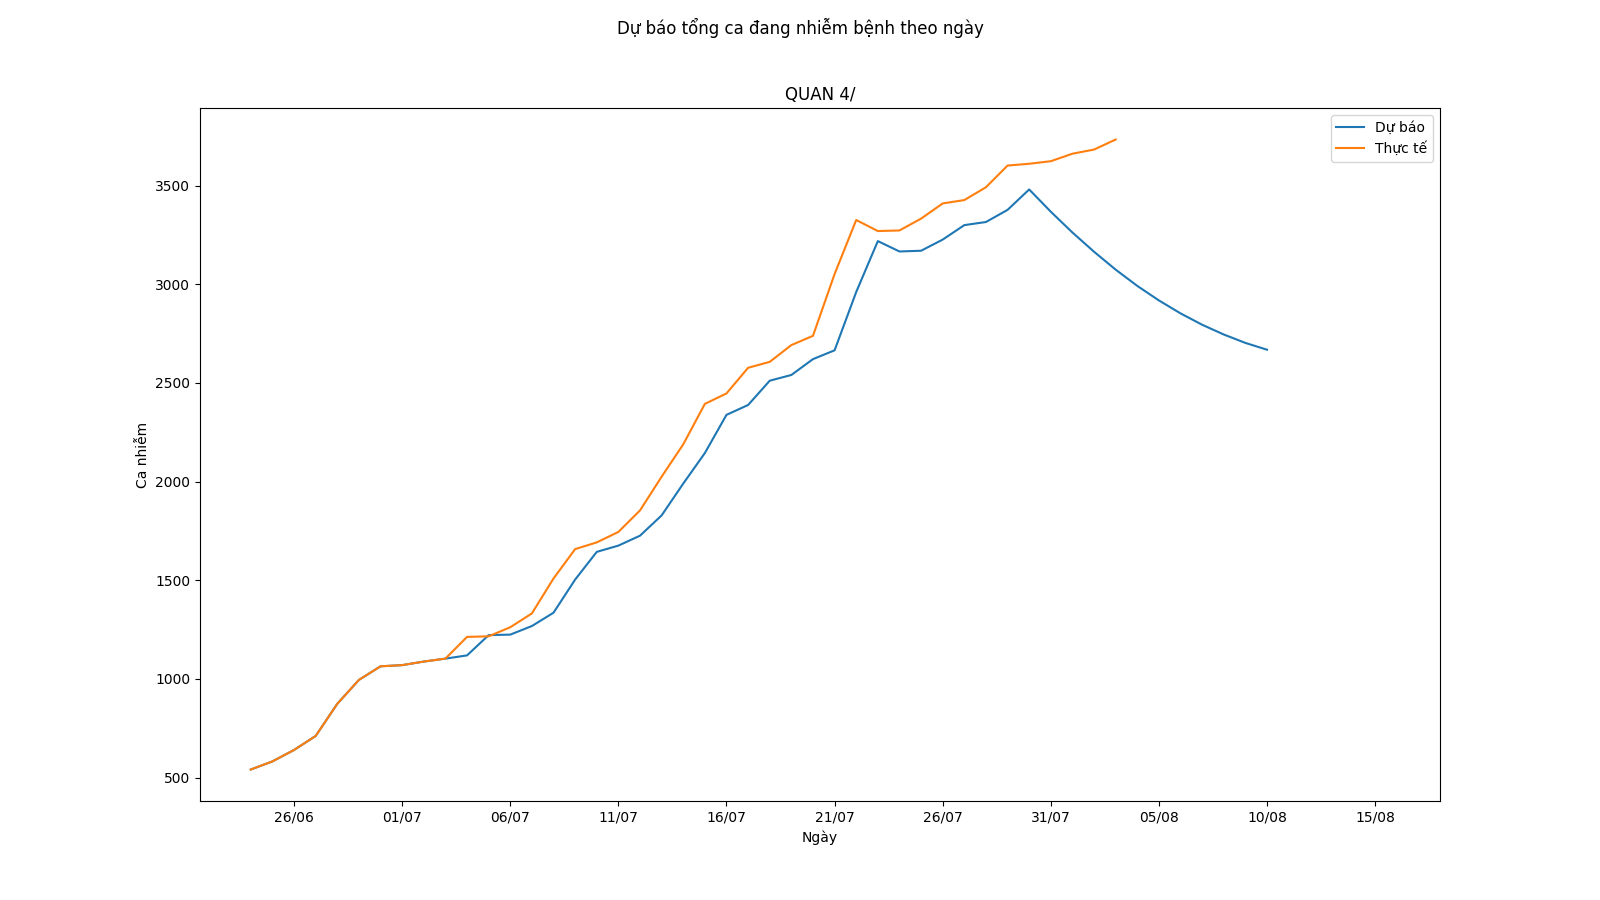 Dự báo tổng ca đang nhiễm bệnh theo ngày
QUAN 4/
Dự báo
Thực tế
3500
3000
2500
2000
1500
1000
500
Ca nhiễm
26/06 01/07 06/07 11/07 16/07 21/07 26/07 31/07 05/08 10/08 15/08
Ngày